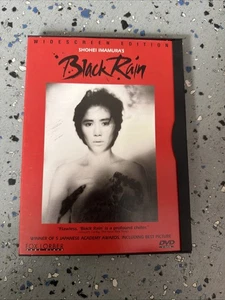 WIDESCREEN EDITION
SHOHEI IMAMURA'S
Black Rain
WINNER OF 5 JAPANESE ACADEMY AWARDS, INCLUDING BEST PICTURE
DVD